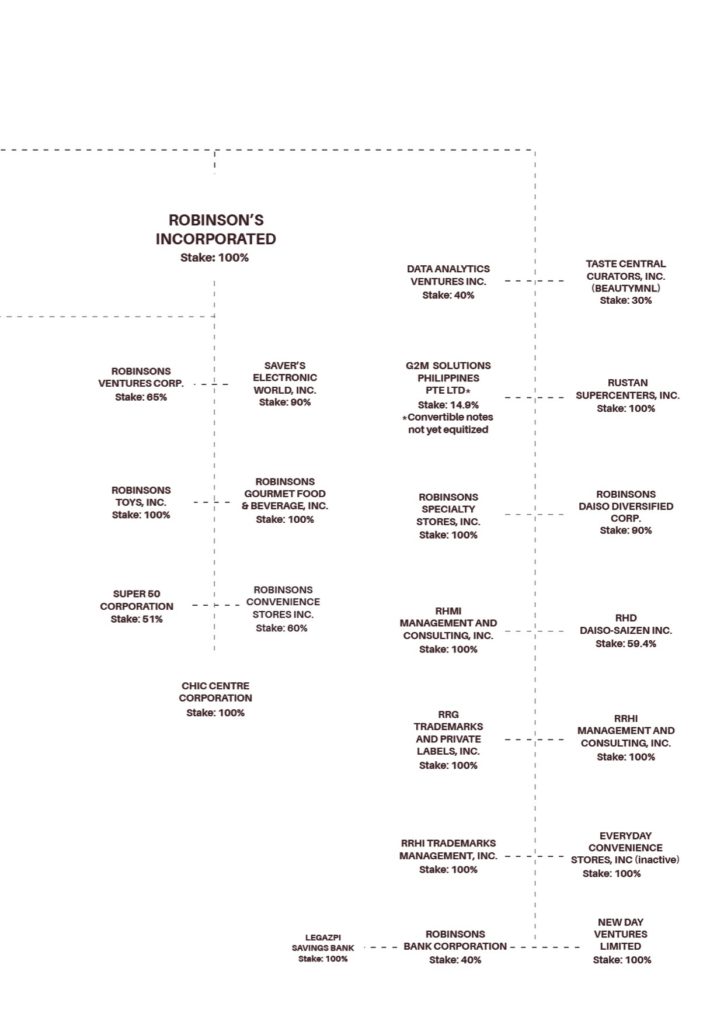 ROBINSON'S
INCORPORATED
Stake: 100%
ROBINSONS
VENTURES CORP.
Stake: 65%
SAVER'S
ELECTRONIC
WORLD, INC.
Stake: 90%
ROBINSONS
TOYS, INC.
Stake: 100%
ROBINSONS
GOURMET FOOD
& BEVERAGE, INC.
Stake: 100%
SUPER 50
CORPORATION
Stake: 51%
ROBINSONS
CONVENIENCE
STORES INC.
Stake: 60%
CHIC CENTRE
CORPORATION
Stake: 100%
DATA ANALYTICS
VENTURES INC.
Stake: 40%
TASTE CENTRAL
CURATORS, INC.
(BEAUTYMNL)
Stake: 30%
G2M SOLUTIONS
PHILIPPINES
PTE LTD*
Stake: 14.9%
*Convertible notes
not yet equitized
RUSTAN
SUPERCENTERS, INC.
Stake: 100%
ROBINSONS
SPECIALTY
STORES, INC.
Stake: 100%
ROBINSONS
DAISO DIVERSIFIED
CORP.
Stake: 90%
RHMI
MANAGEMENT AND
CONSULTING, INC.
Stake: 100%
RHD
DAISO-SAIZEN INC.
Stake: 59.4%
RRG
TRADEMARKS
AND PRIVATE
LABELS, INC.
Stake: 100%
RRHI
MANAGEMENT AND
CONSULTING, INC.
Stake: 100%
RRHI TRADEMARKS
MANAGEMENT, INC.
Stake: 100%
EVERYDAY
CONVENIENCE
STORES, INC (inactive)
Stake: 100%
LEGAZPI
SAVINGS BANK
Stake: 100%
ROBINSONS
BANK CORPORATION
Stake: 40%
NEW DAY
VENTURES
LIMITED
Stake: 100%